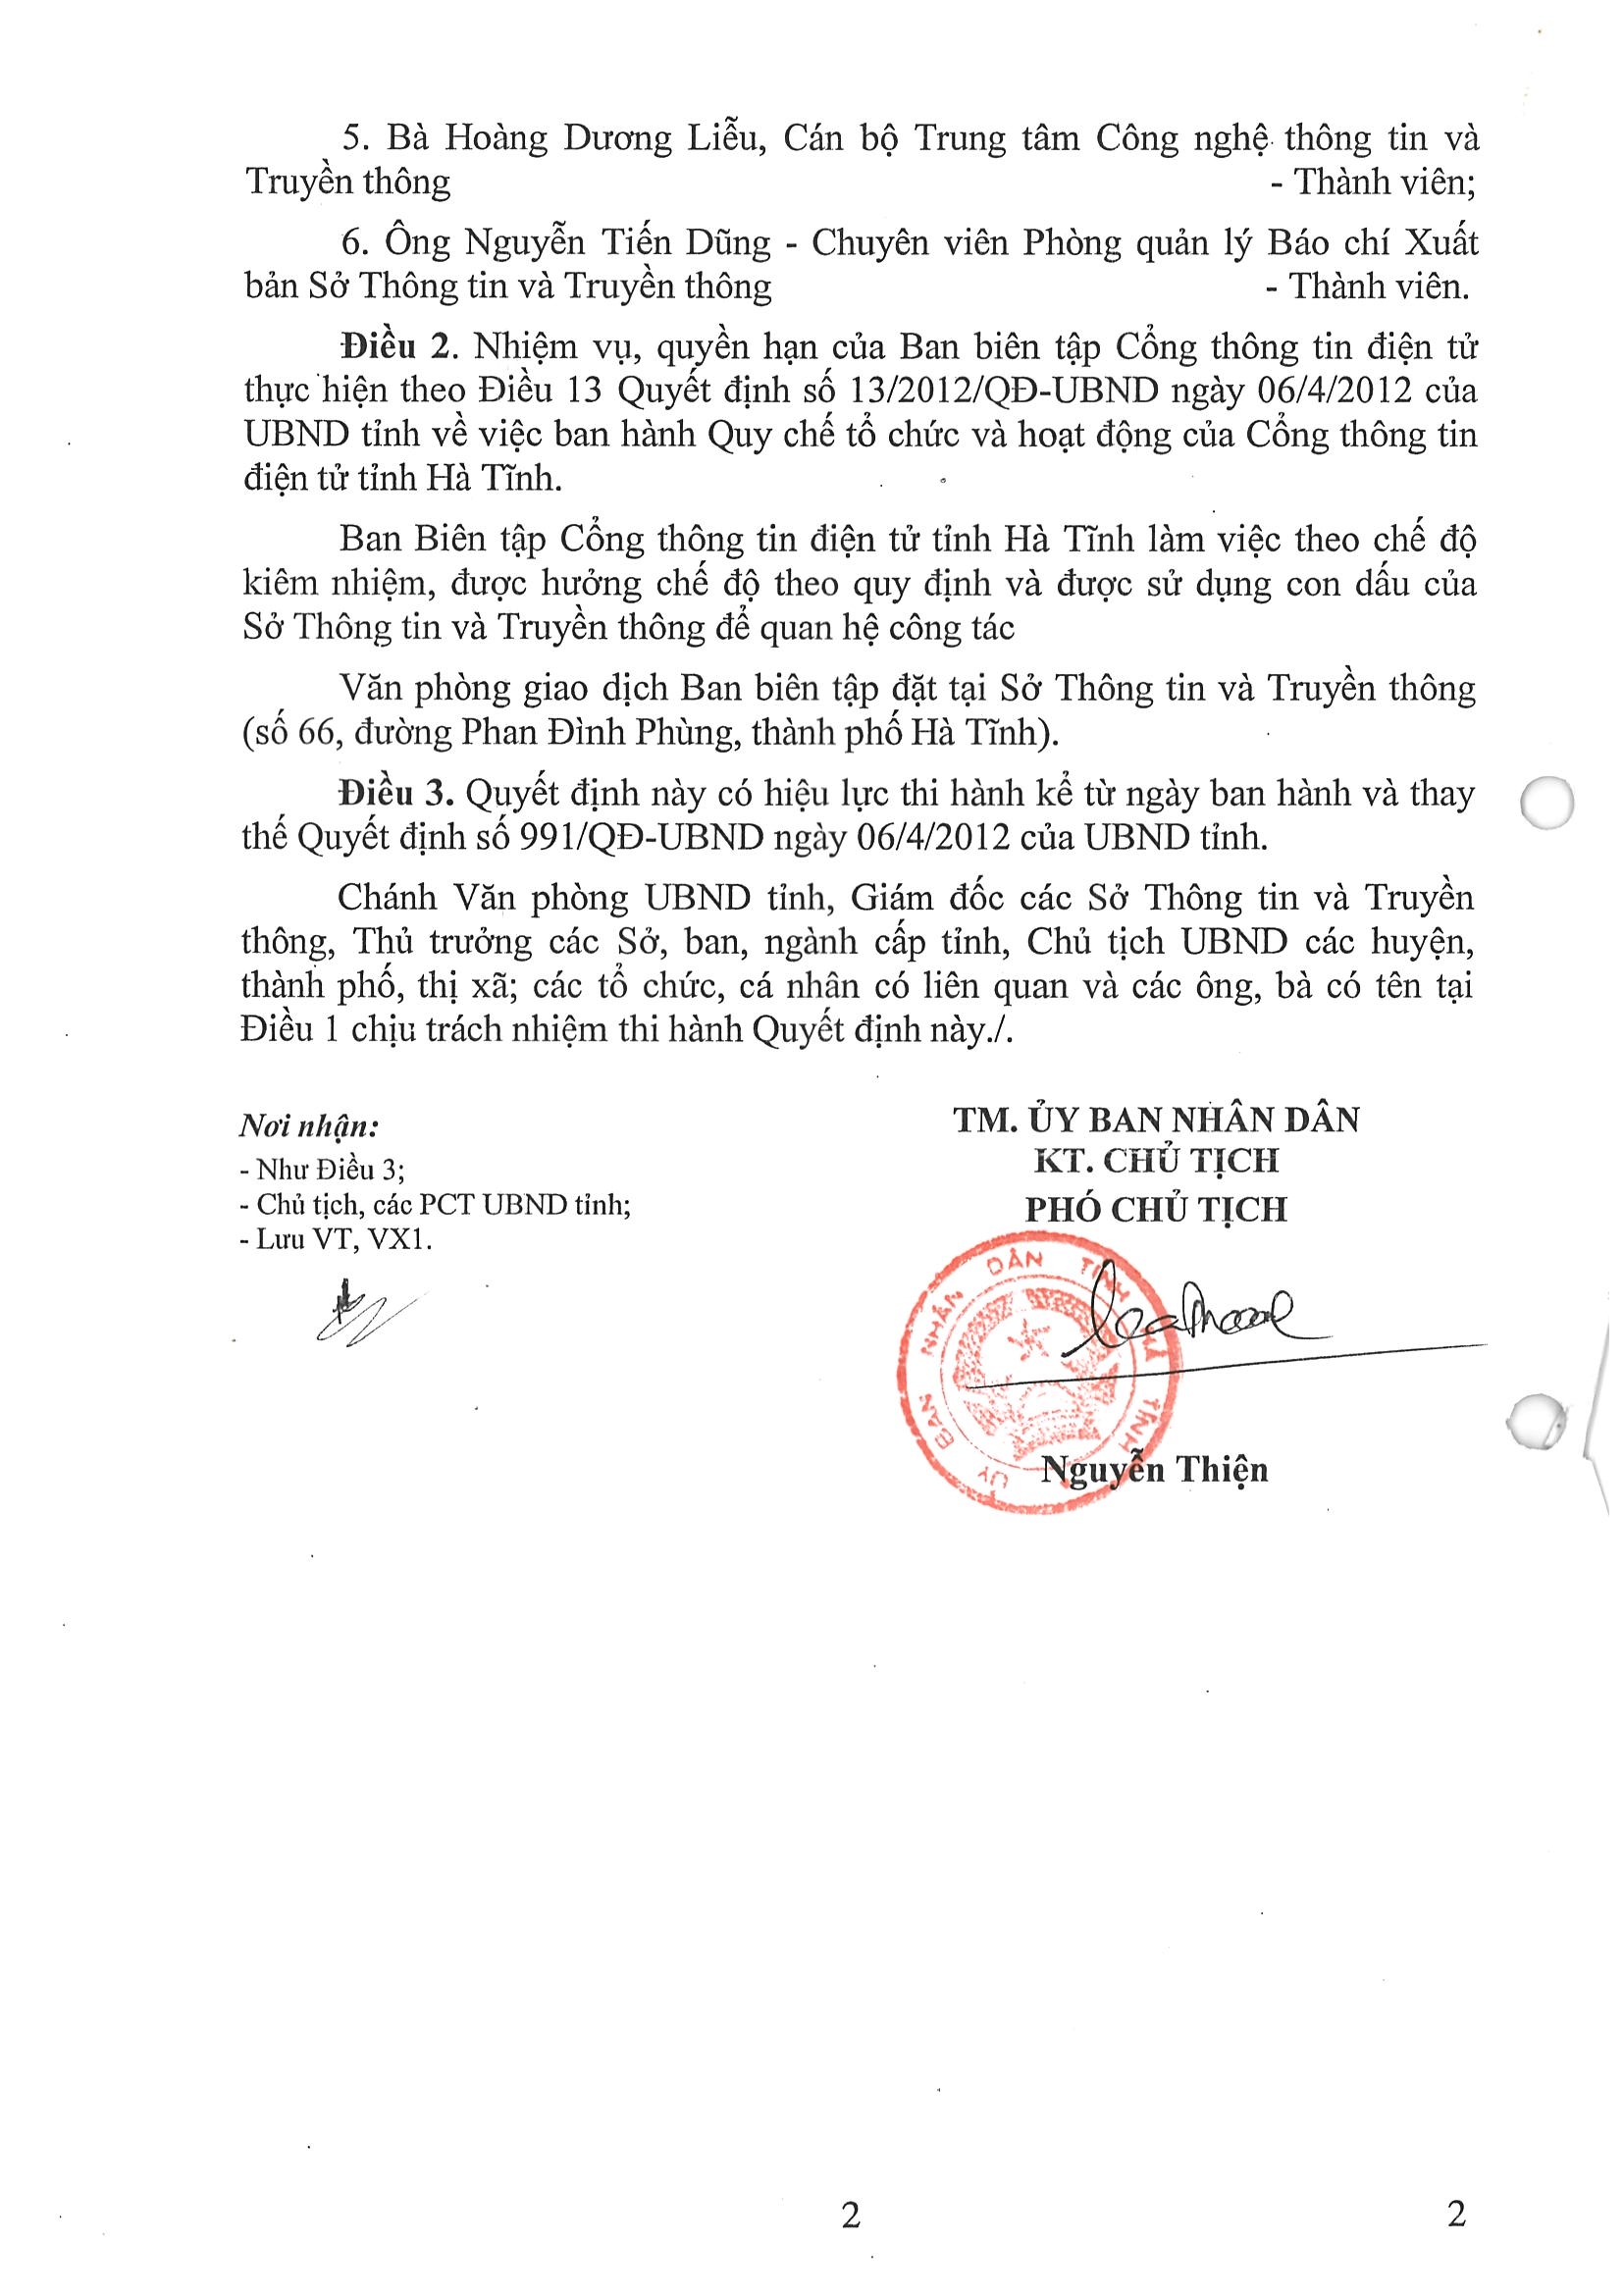 5. Bà Hoàng Dương Liễu, Cán bộ Trung tâm Công nghệ thông tin và
Truyền thông - Thành viên;
6. Ông Nguyễn Tiến Dũng - Chuyên viên Phòng quản lý Báo chí Xuất
bản Sở Thông tin và Truyền thông - Thành viên.
Điều 2. Nhiệm vụ, quyền hạn của Ban biên tập Cổng thông tin điện tử
thực hiện theo Điều 13 Quyết định số 13/2012/QĐ-UBND ngày 06/4/2012 của
UBND tỉnh về việc ban hành Quy chế tổ chức và hoạt động của Cổng thông tin
điện tử tỉnh Hà Tĩnh.
Ban Biên tập Cổng thông tin điện tử tỉnh Hà Tĩnh làm việc theo chế độ
kiêm nhiệm, được hưởng chế độ theo quy định và được sử dụng con dấu của
Sở Thông tin và Truyền thông để quan hệ công tác
Văn phòng giao dịch Ban biên tập đặt tại Sở Thông tin và Truyền thông
(số 66, đường Phan Đình Phùng, thành phố Hà Tĩnh).
Điều 3. Quyết định này có hiệu lực thi hành kể từ ngày ban hành và thay
thế Quyết định số 991/QĐ-UBND ngày 06/4/2012 của UBND tỉnh.
Chánh Văn phòng UBND tỉnh, Giám đốc các Sở Thông tin và Truyền
thông, Thủ trưởng các Sở, ban, ngành cấp tỉnh, Chủ tịch UBND các huyện,
thành phố, thị xã; các tổ chức, cá nhân có liên quan và các ông, bà có tên tại
Điều 1 chịu trách nhiệm thi hành Quyết định này./.
Nơi nhận:
- Như Điều 3;
- Chủ tịch, các PCT UBND tỉnh;
- Lưu VT, VX1.
TM. ỦY BAN NHÂN DÂN
KT. CHỦ TỊCH
PHÓ CHỦ TỊCH
ỦY BAN NHÂN DÂN TỈNH HÀ TĨNH
Nguyễn Thiện
2 2